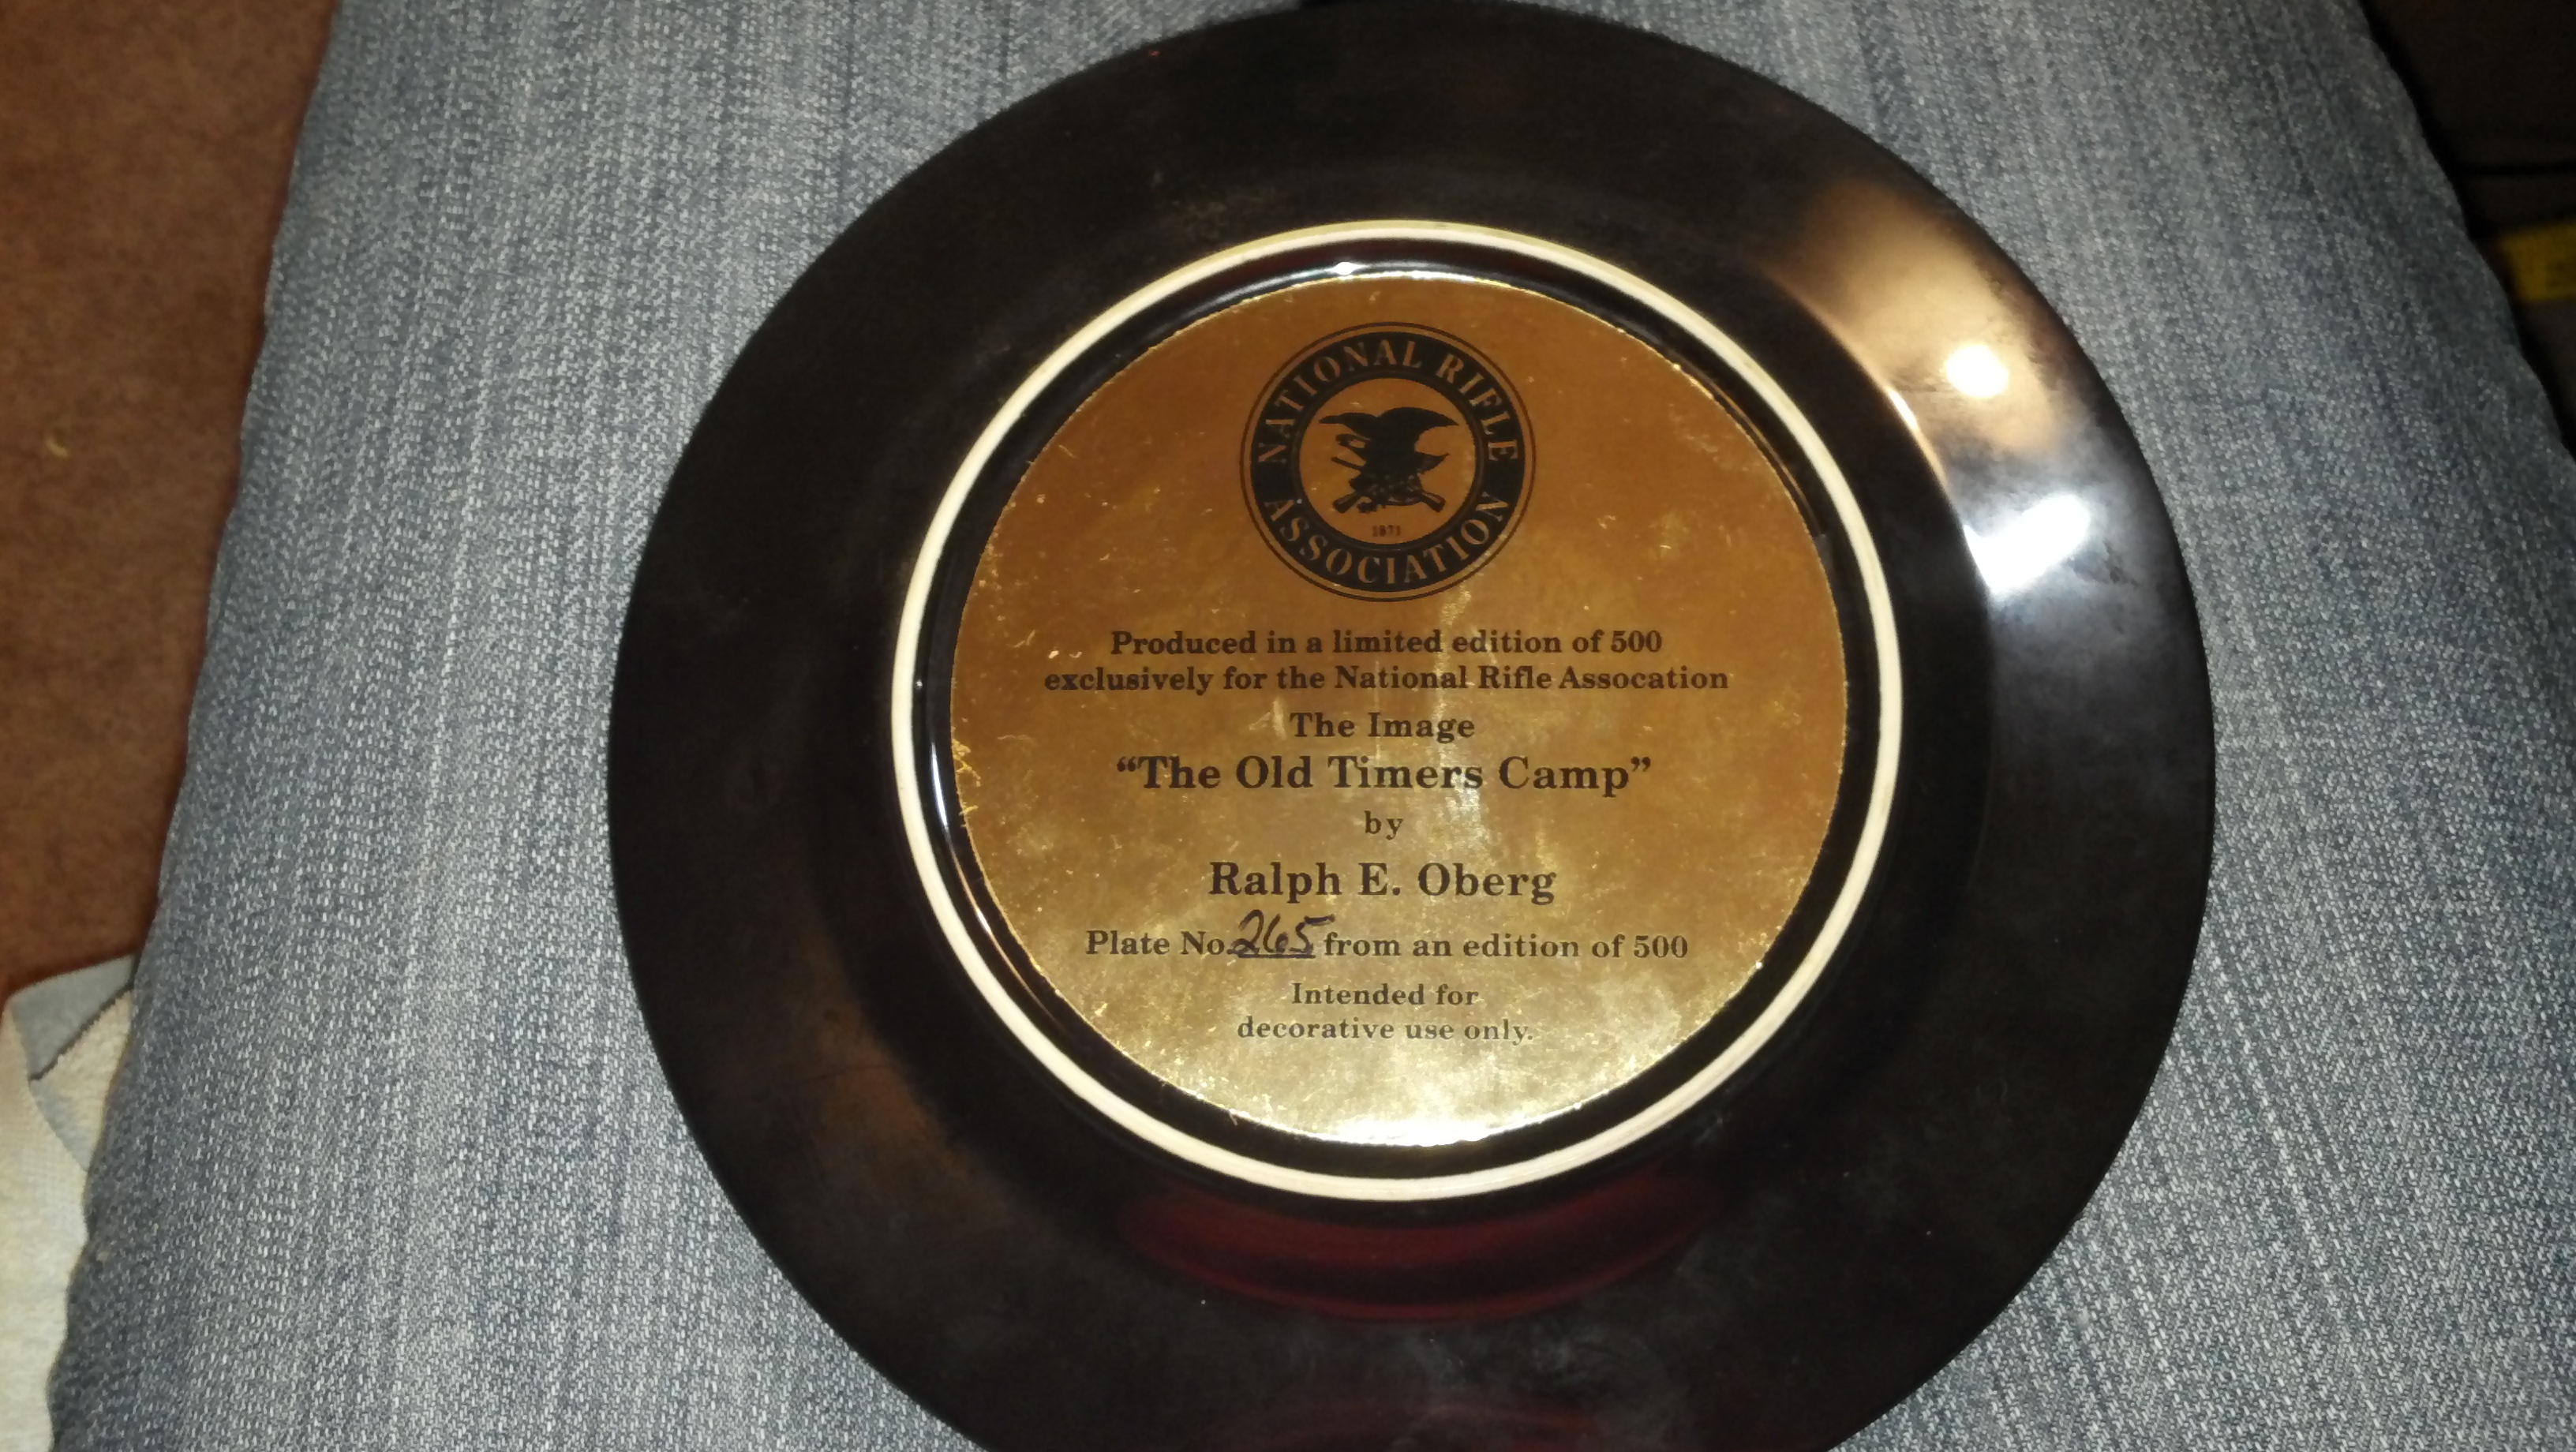 NATIONAL RIFLE
1871
ASSOCIATION
Produced in a limited edition of 500
exclusively for the National Rifle Assocation
The Image
“The Old Timers Camp”
by
Ralph E. Oberg
Plate No. 265 from an edition of 500
Intended for
decorative use only.